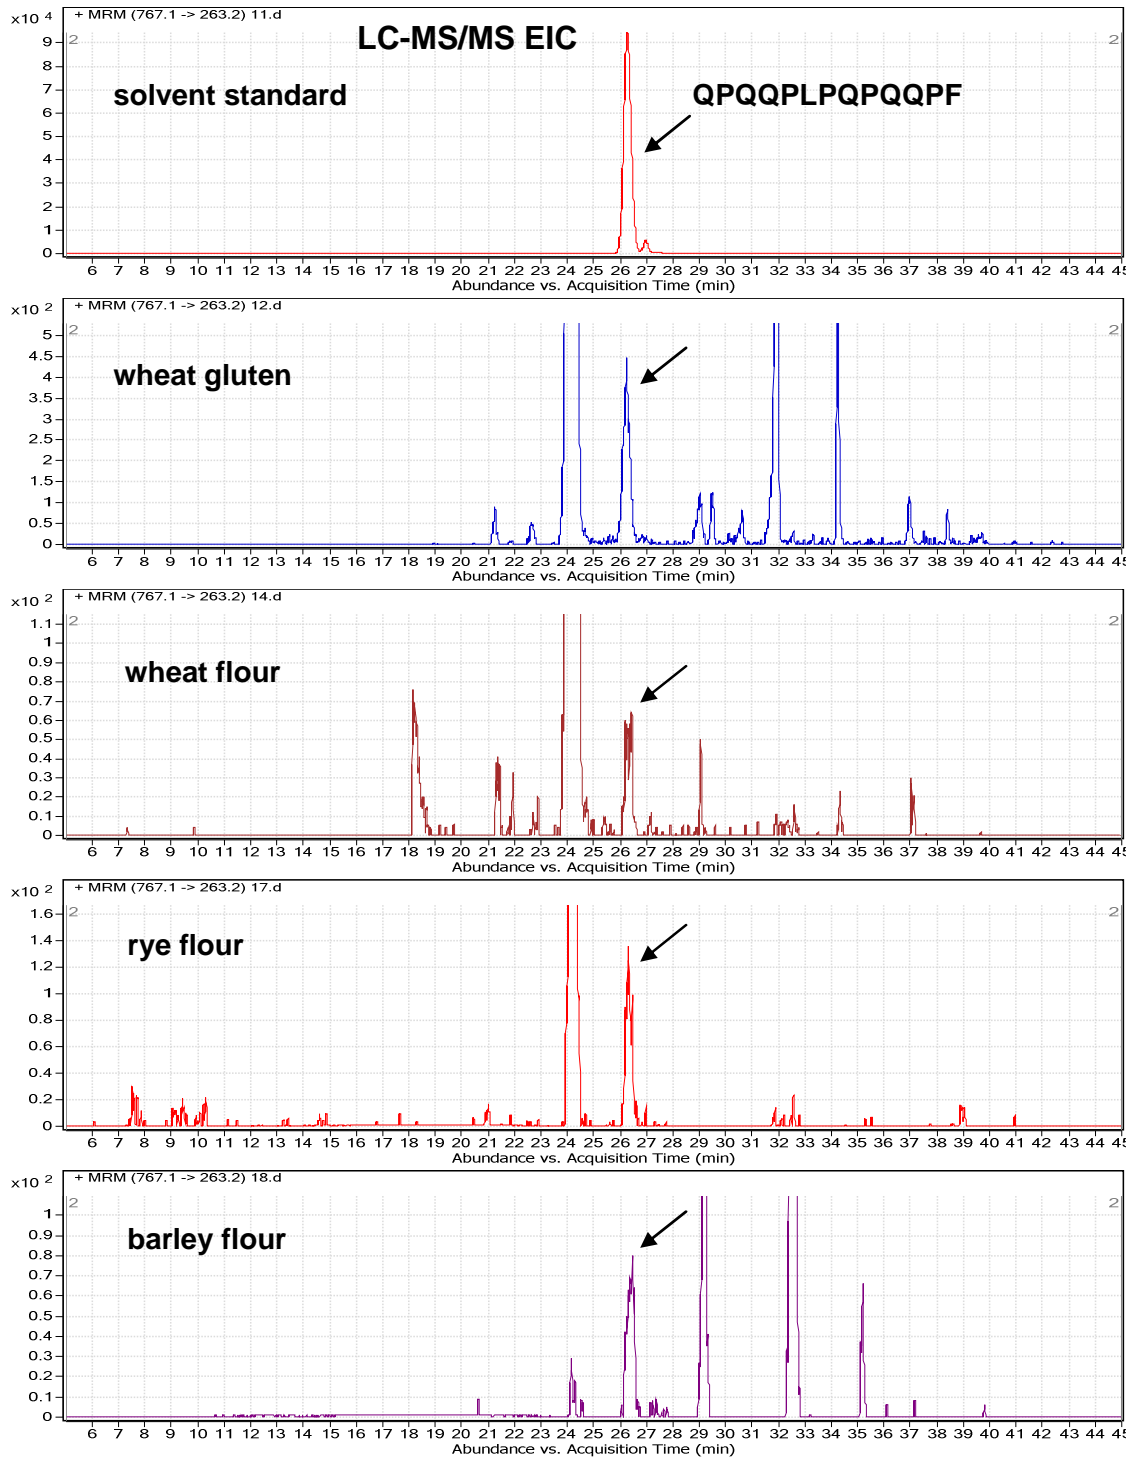 + MRM (767.1 -> 263.2) 11.d
x10 4
LC-MS/MS EIC
2 2
solvent standard
QPQQPLPQPQQPF
9
8
7
6
5
4
3
2
1
0
6 7 8 9 10 11 12 13 14 15 16 17 18 19 20 21 22 23 24 25 26 27 29 30 31 32 33 34 35 36 37 38 39 40 41 42 43 44 45
Abundance vs. Acquisition Time (min)
+ MRM (767.1 -> 263.2) 12.d
x10 2
2 2
wheat gluten
5
4.5
4
3.5
3
2.5
2
1.5
1
0.5
0
6 7 8 9 10 11 12 13 14 15 16 17 18 19 20 21 22 23 24 25 26 27 29 30 31 32 33 34 35 36 37 38 39 40 41 42 43 44 45
Abundance vs. Acquisition Time (min)
+ MRM (767.1 -> 263.2) 14.d
x10 2
2 2
wheat flour
1.1
1
0.9
0.8
0.7
0.6
0.5
0.4
0.3
0.2
0.1
0
6 7 8 9 10 11 12 13 14 15 16 17 18 19 20 21 22 23 24 25 26 27 29 30 31 32 33 34 35 36 37 38 39 40 41 42 43 44 45
Abundance vs. Acquisition Time (min)
+ MRM (767.1 -> 263.2) 17.d
x10 2
2 2
rye flour
1.6
1.4
1.2
1
0.8
0.6
0.4
0.2
0
6 7 8 9 10 11 12 13 14 15 16 17 18 19 20 21 22 23 24 25 26 27 29 30 31 32 33 34 35 36 37 38 39 40 41 42 43 44 45
Abundance vs. Acquisition Time (min)
+ MRM (767.1 -> 263.2) 18.d
x10 2
2 2
barley flour
1
0.9
0.8
0.7
0.6
0.5
0.4
0.3
0.2
0.1
0
6 7 8 9 10 11 12 13 14 15 16 17 18 19 20 21 22 23 24 25 26 27 29 30 31 32 33 34 35 36 37 38 39 40 41 42 43 44 45
Abundance vs. Acquisition Time (min)